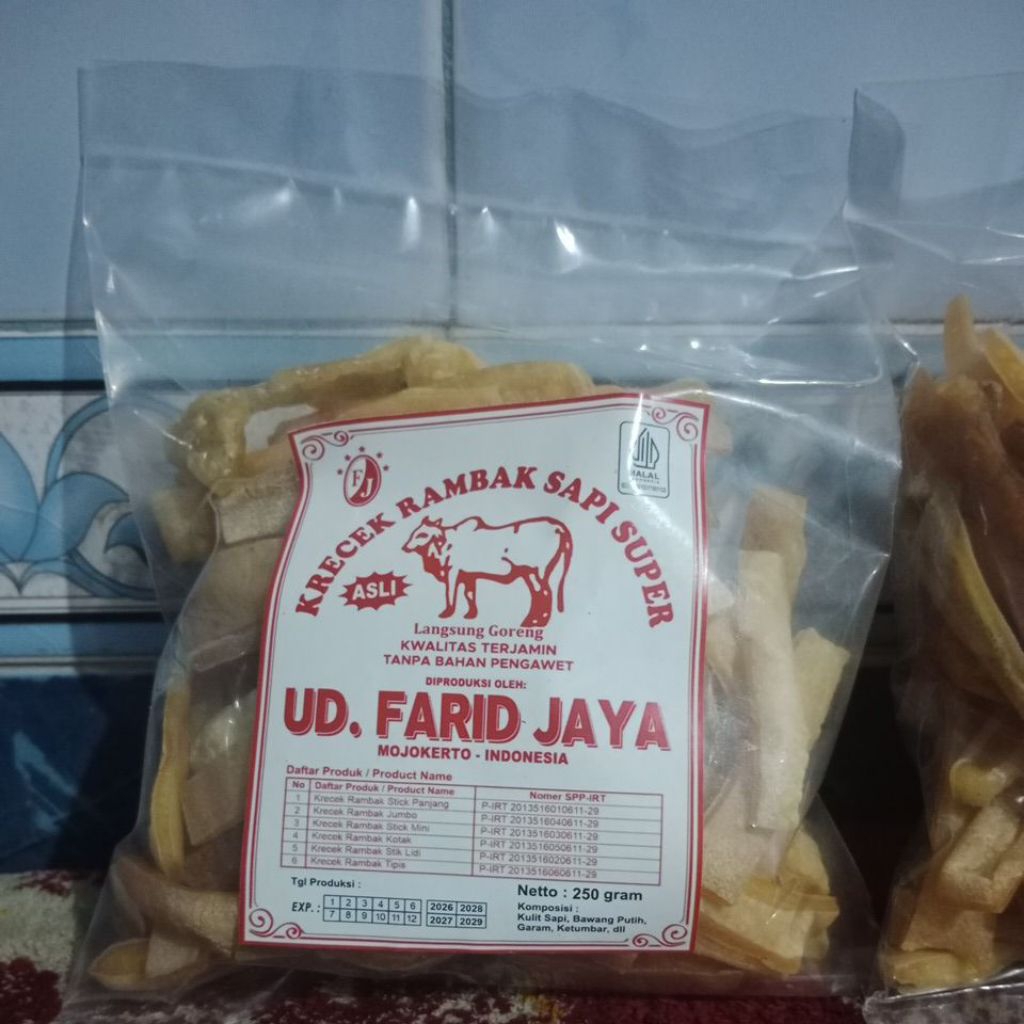 FJ
HALAL
INDONESIA
KRECEK RAMBAK SAPI SUPER
ASLI
Langsung Goreng
KWALITAS TERJAMIN
TANPA BAHAN PENGAWET
DIPRODUKSI OLEH:
UD. FARID JAYA
MOJOKERTO - INDONESIA
Daftar Produk / Product Name
No Daftar Produk / Product Name Nomer SPP-IRT
1 Krecek Rambak Stick Panjang P-IRT 2013516010611-29
2 Krecek Rambak Jumbo P-IRT 2013516040611-29
3 Krecek Rambak Stick Mini P-IRT 2013516030611-29
4 Krecek Rambak Kotak P-IRT 2013516050611-29
5 Krecek Rambak Stik Lidi P-IRT 2013516020611-29
6 Krecek Rambak Tipis P-IRT 2013516060611-29
Tgl Produksi :
EXP. : 1 2 3 4 5 6 2026 2028
7 8 9 10 11 12 2027 2029
Netto : 250 gram
Komposisi :
Kulit Sapi, Bawang Putih,
Garam, Ketumbar, dll